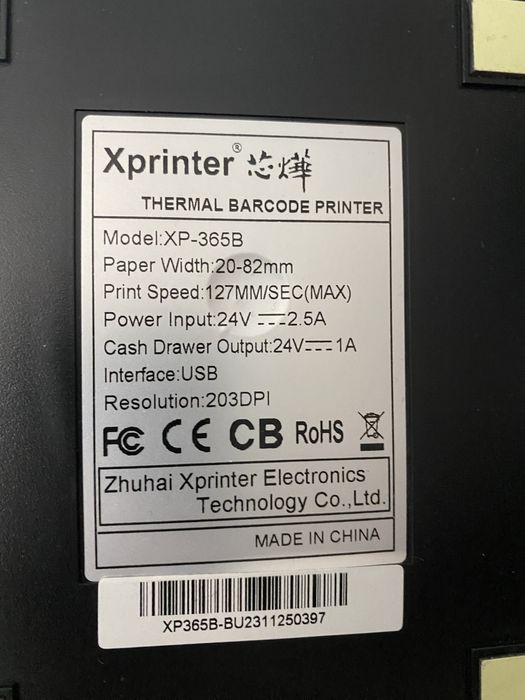 Xprinter® 芯烨
THERMAL BARCODE PRINTER
Model:XP-365B
Paper Width:20-82mm
Print Speed:127MM/SEC(MAX)
Power Input:24V ⎓2.5A
Cash Drawer Output:24V⎓1A
Interface:USB
Resolution:203DPI
FC CE CB RoHS
Zhuhai Xprinter Electronics
Technology Co.,Ltd.
MADE IN CHINA
XP365B-BU2311250397